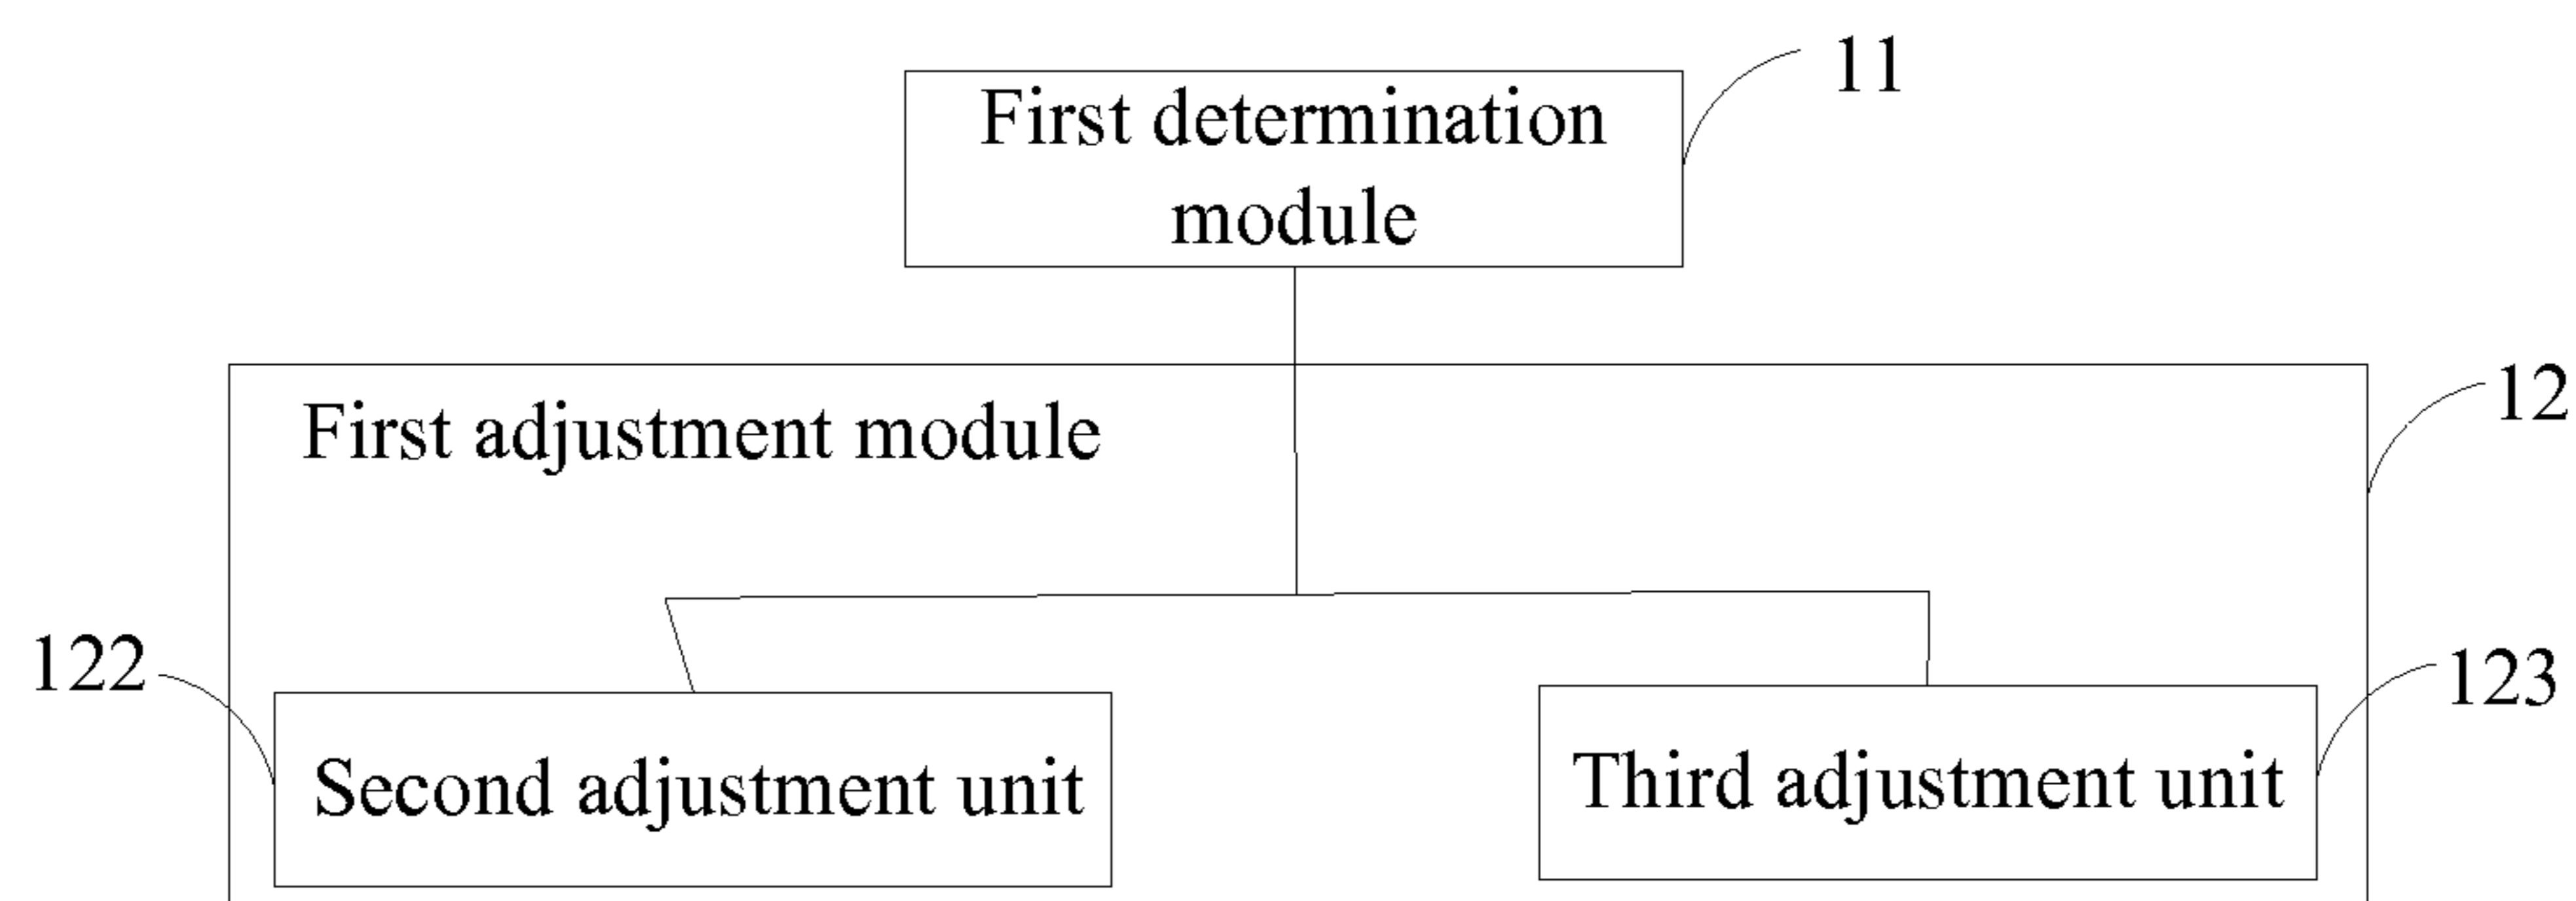 11
First determination
module
12
First adjustment module
122
123
Second adjustment unit
Third adjustment unit